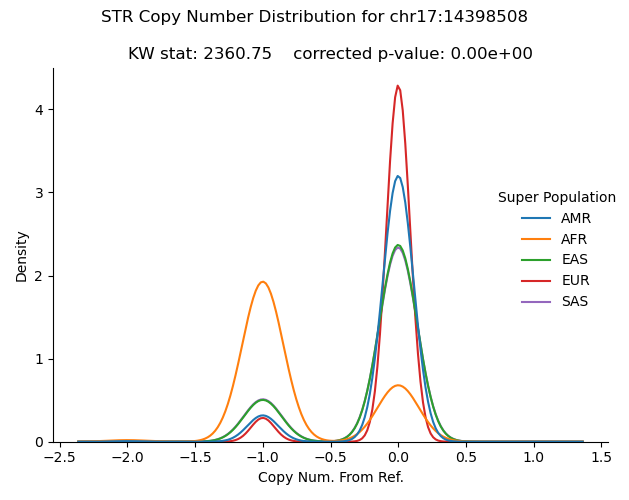 STR Copy Number Distribution for chr17:14398508
KW stat: 2360.75    corrected p-value: 0.00e+00
4
3
2
1
0
Density
Super Population
AMR
AFR
EAS
EUR
SAS
−2.5 −2.0 −1.5 −1.0 −0.5 0.0 0.5 1.0 1.5
Copy Num. From Ref.